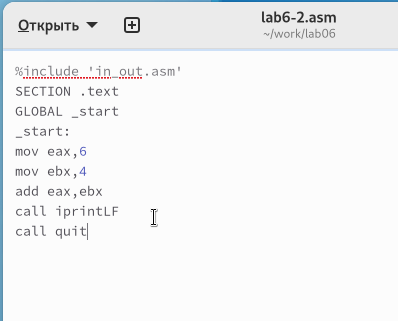 Открыть
lab6-2.asm
~/work/lab06
%include 'in_out.asm'
SECTION .text
GLOBAL _start
_start:
mov eax,6
mov ebx,4
add eax,ebx
call iprintLF
call quit